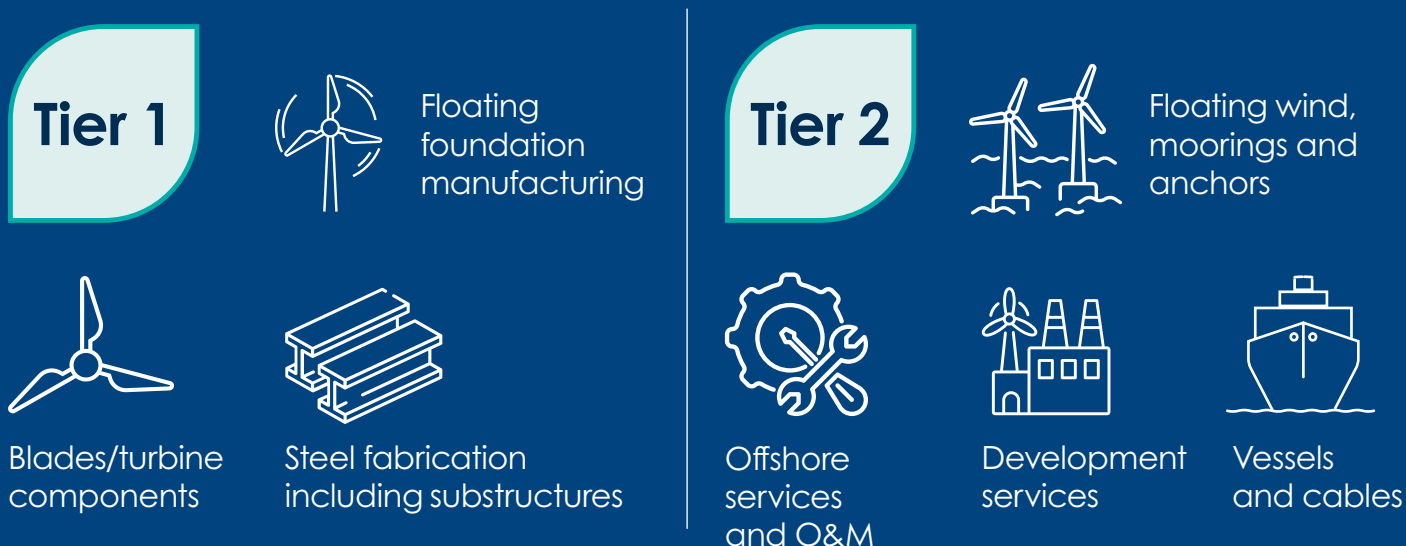 Tier 1
Floating
foundation
manufacturing
Blades/turbine
components
Steel fabrication
including substructures
Tier 2
Floating wind,
moorings and
anchors
Offshore
services
and O&M
Development
services
Vessels
and cables